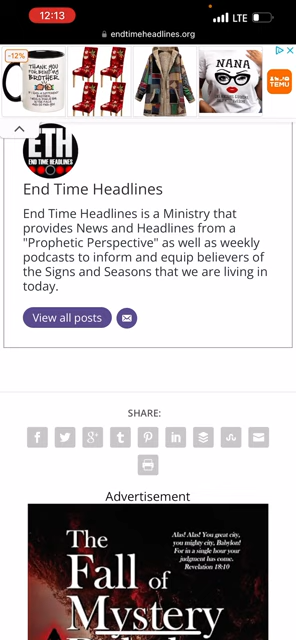 12:13
LTE
endtimeheadlines.org
-12%
THANK YOU
FOR BEING MY
BROTHER
NANA
TEMU
ETH
END TIME HEADLINES
End Time Headlines
End Time Headlines is a Ministry that
provides News and Headlines from a
"Prophetic Perspective" as well as weekly
podcasts to inform and equip believers of
the Signs and Seasons that we are living in
today.
View all posts
SHARE:
Advertisement
The
Fall of
Mystery
Alas! Alas! You great city,
you mighty city, Babylon!
For in a single hour your
judgment has come.
Revelation 18:10